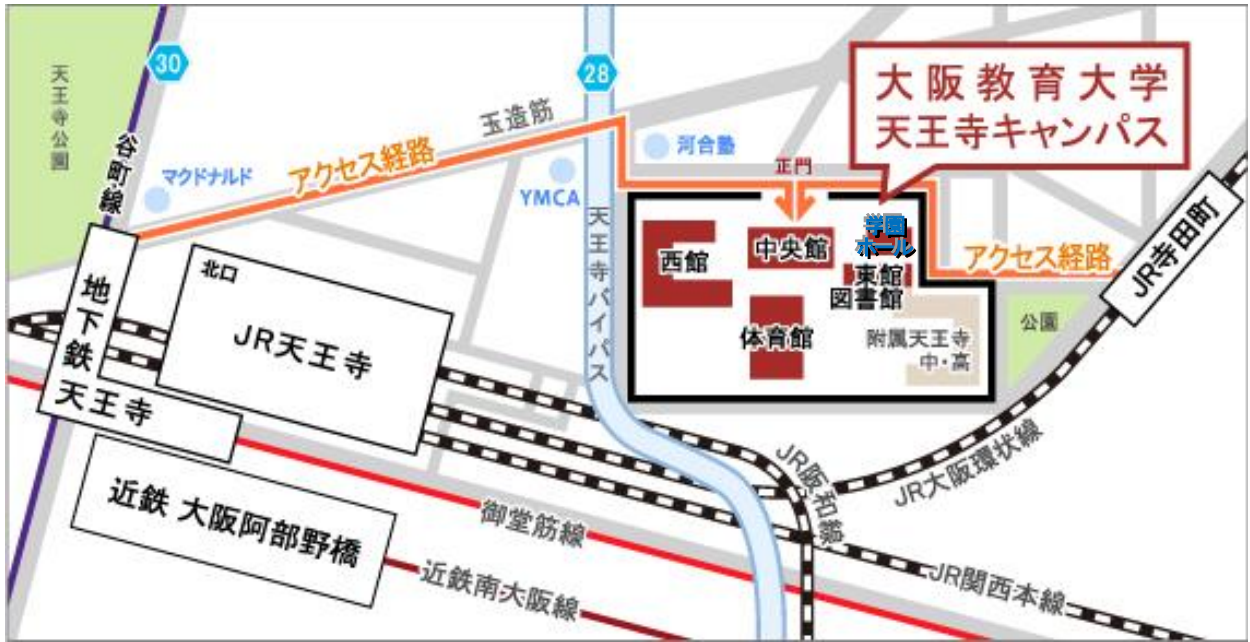 30
28
天王寺公園
谷町線
マクドナルド
アクセス経路
玉造筋
YMCA
河合塾
大阪教育大学
天王寺キャンパス
正門
西館
中央館
学園
ホール
東館
図書館
体育館
附属天王寺
中・高
アクセス経路
公園
JR寺田町
天王寺バイパス
北口
JR天王寺
地下鉄
天王寺
近鉄 大阪阿部野橋
御堂筋線
近鉄南大阪線
JR阪和線
JR大阪環状線
JR関西本線